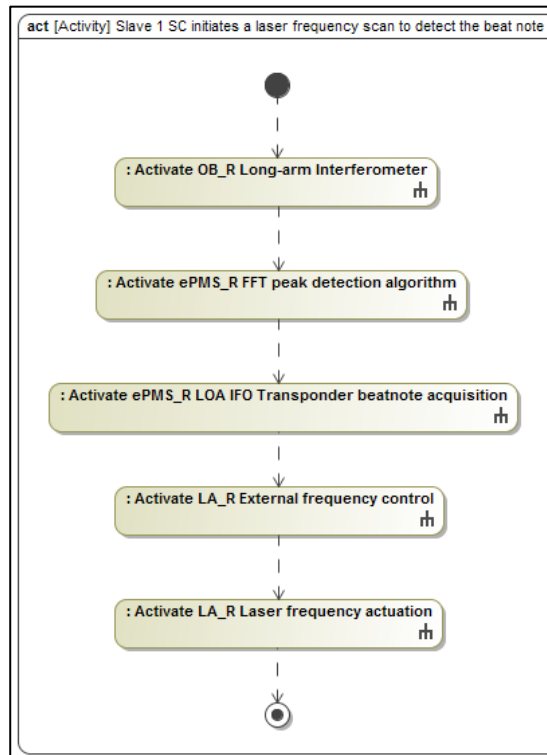 act [Activity] Slave 1 SC initiates a laser frequency scan to detect the beat note
: Activate OB_R Long-arm Interferometer
: Activate ePMS_R FFT peak detection algorithm
: Activate ePMS_R LOA IFO Transponder beatnote acquisition
: Activate LA_R External frequency control
: Activate LA_R Laser frequency actuation